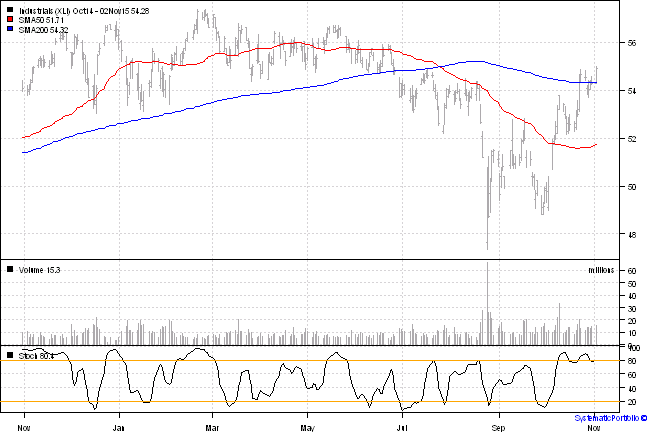 Industrials (XLI) Oct14 - 02Nov15 54.28
SMA50 51.71
SMA200 54.32
56
54
52
50
48
Volume 15.3
millions
60
50
40
30
20
10
0
Stoch 80.4
100
80
60
40
20
Nov Jan Mar May Jul Sep Nov
SystematicPortfolio ©